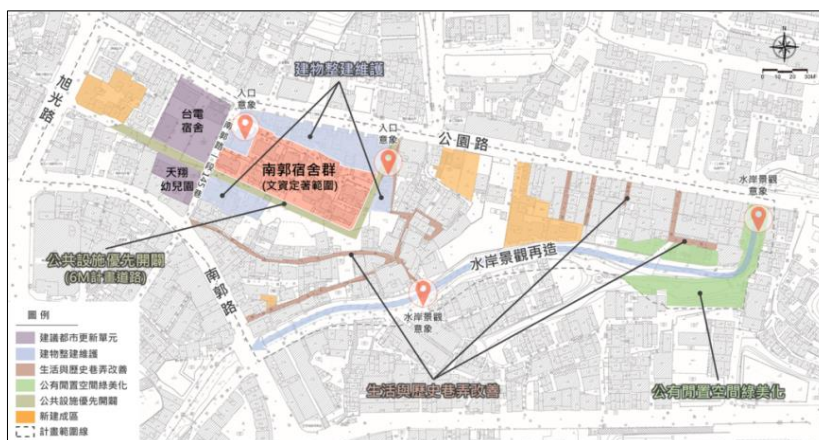 建物整建維護
旭光路
台電
宿舍
入口
意象
入口
意象
公園路
南郭宿舍群
(文資定著範圍)
天翔
幼兒園
水岸景觀
意象
公共設施優先開闢
(6M計畫道路)
南郭路
水岸景觀再造
水岸景觀
意象
生活與歷史巷弄改善
公有閒置空間綠美化
圖例
建議都市更新單元
建物整建維護
生活與歷史巷弄改善
公有閒置空間綠美化
公共設施優先開闢
新建成區
計畫範圍線